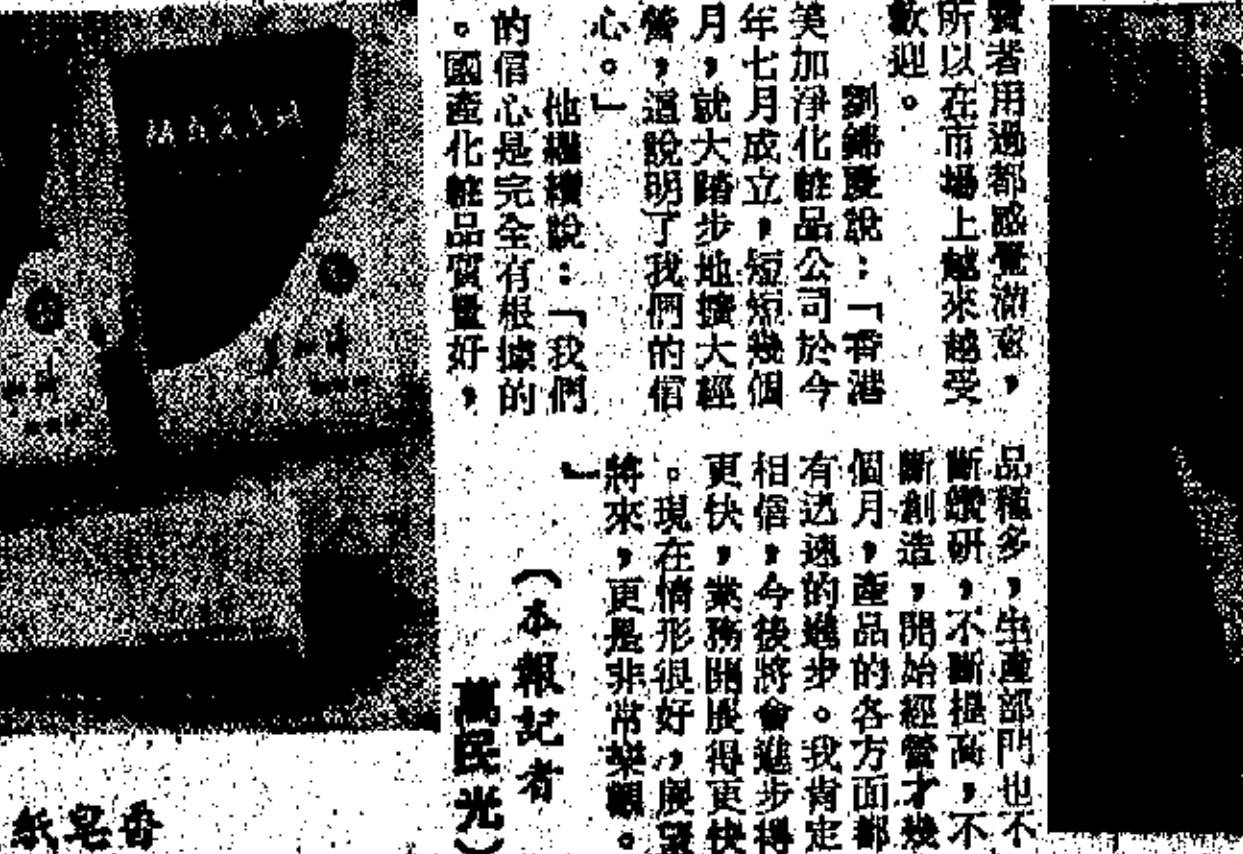 費者用過都感覺滿意，
所以在市場上越來越受
歡迎。
劉錦慶說：「香港
美加淨化粧品公司於今
年七月成立，短短幾個
月，就大踏步地擴大經
營，這說明了我們的信
心。」
他繼續說：「我們
的信心是完全有根據的
。國產化粧品質量好，
品種多，生產部門也不
斷鑽研，不斷提高，不
斷創造，開始經營才幾
個月，產品的各方面都
有迅速的進步。我肯定
相信，今後將會進步得
更快，業務開展得更快
。現在情形很好，展望
將來，更是非常樂觀。
」
（本報記者
萬民光）
香皂紙